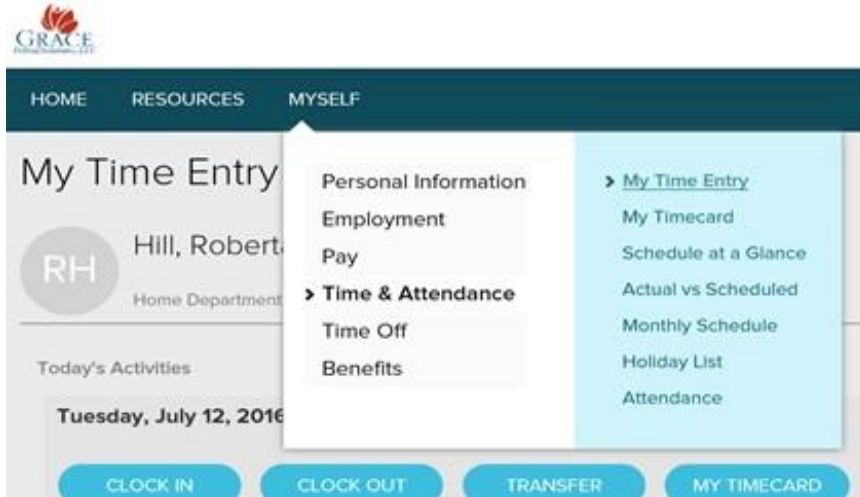 GRACE
HOME RESOURCES MYSELF
My Time Entry
Hill, Robert
Home Department
Today's Activities
Tuesday, July 12, 2016
CLOCK IN CLOCK OUT TRANSFER MY TIMECARD
RH
Personal Information
Employment
Pay
Time & Attendance
Time Off
Benefits
My Time Entry
My Timecard
Schedule at a Glance
Actual vs Scheduled
Monthly Schedule
Holiday List
Attendance